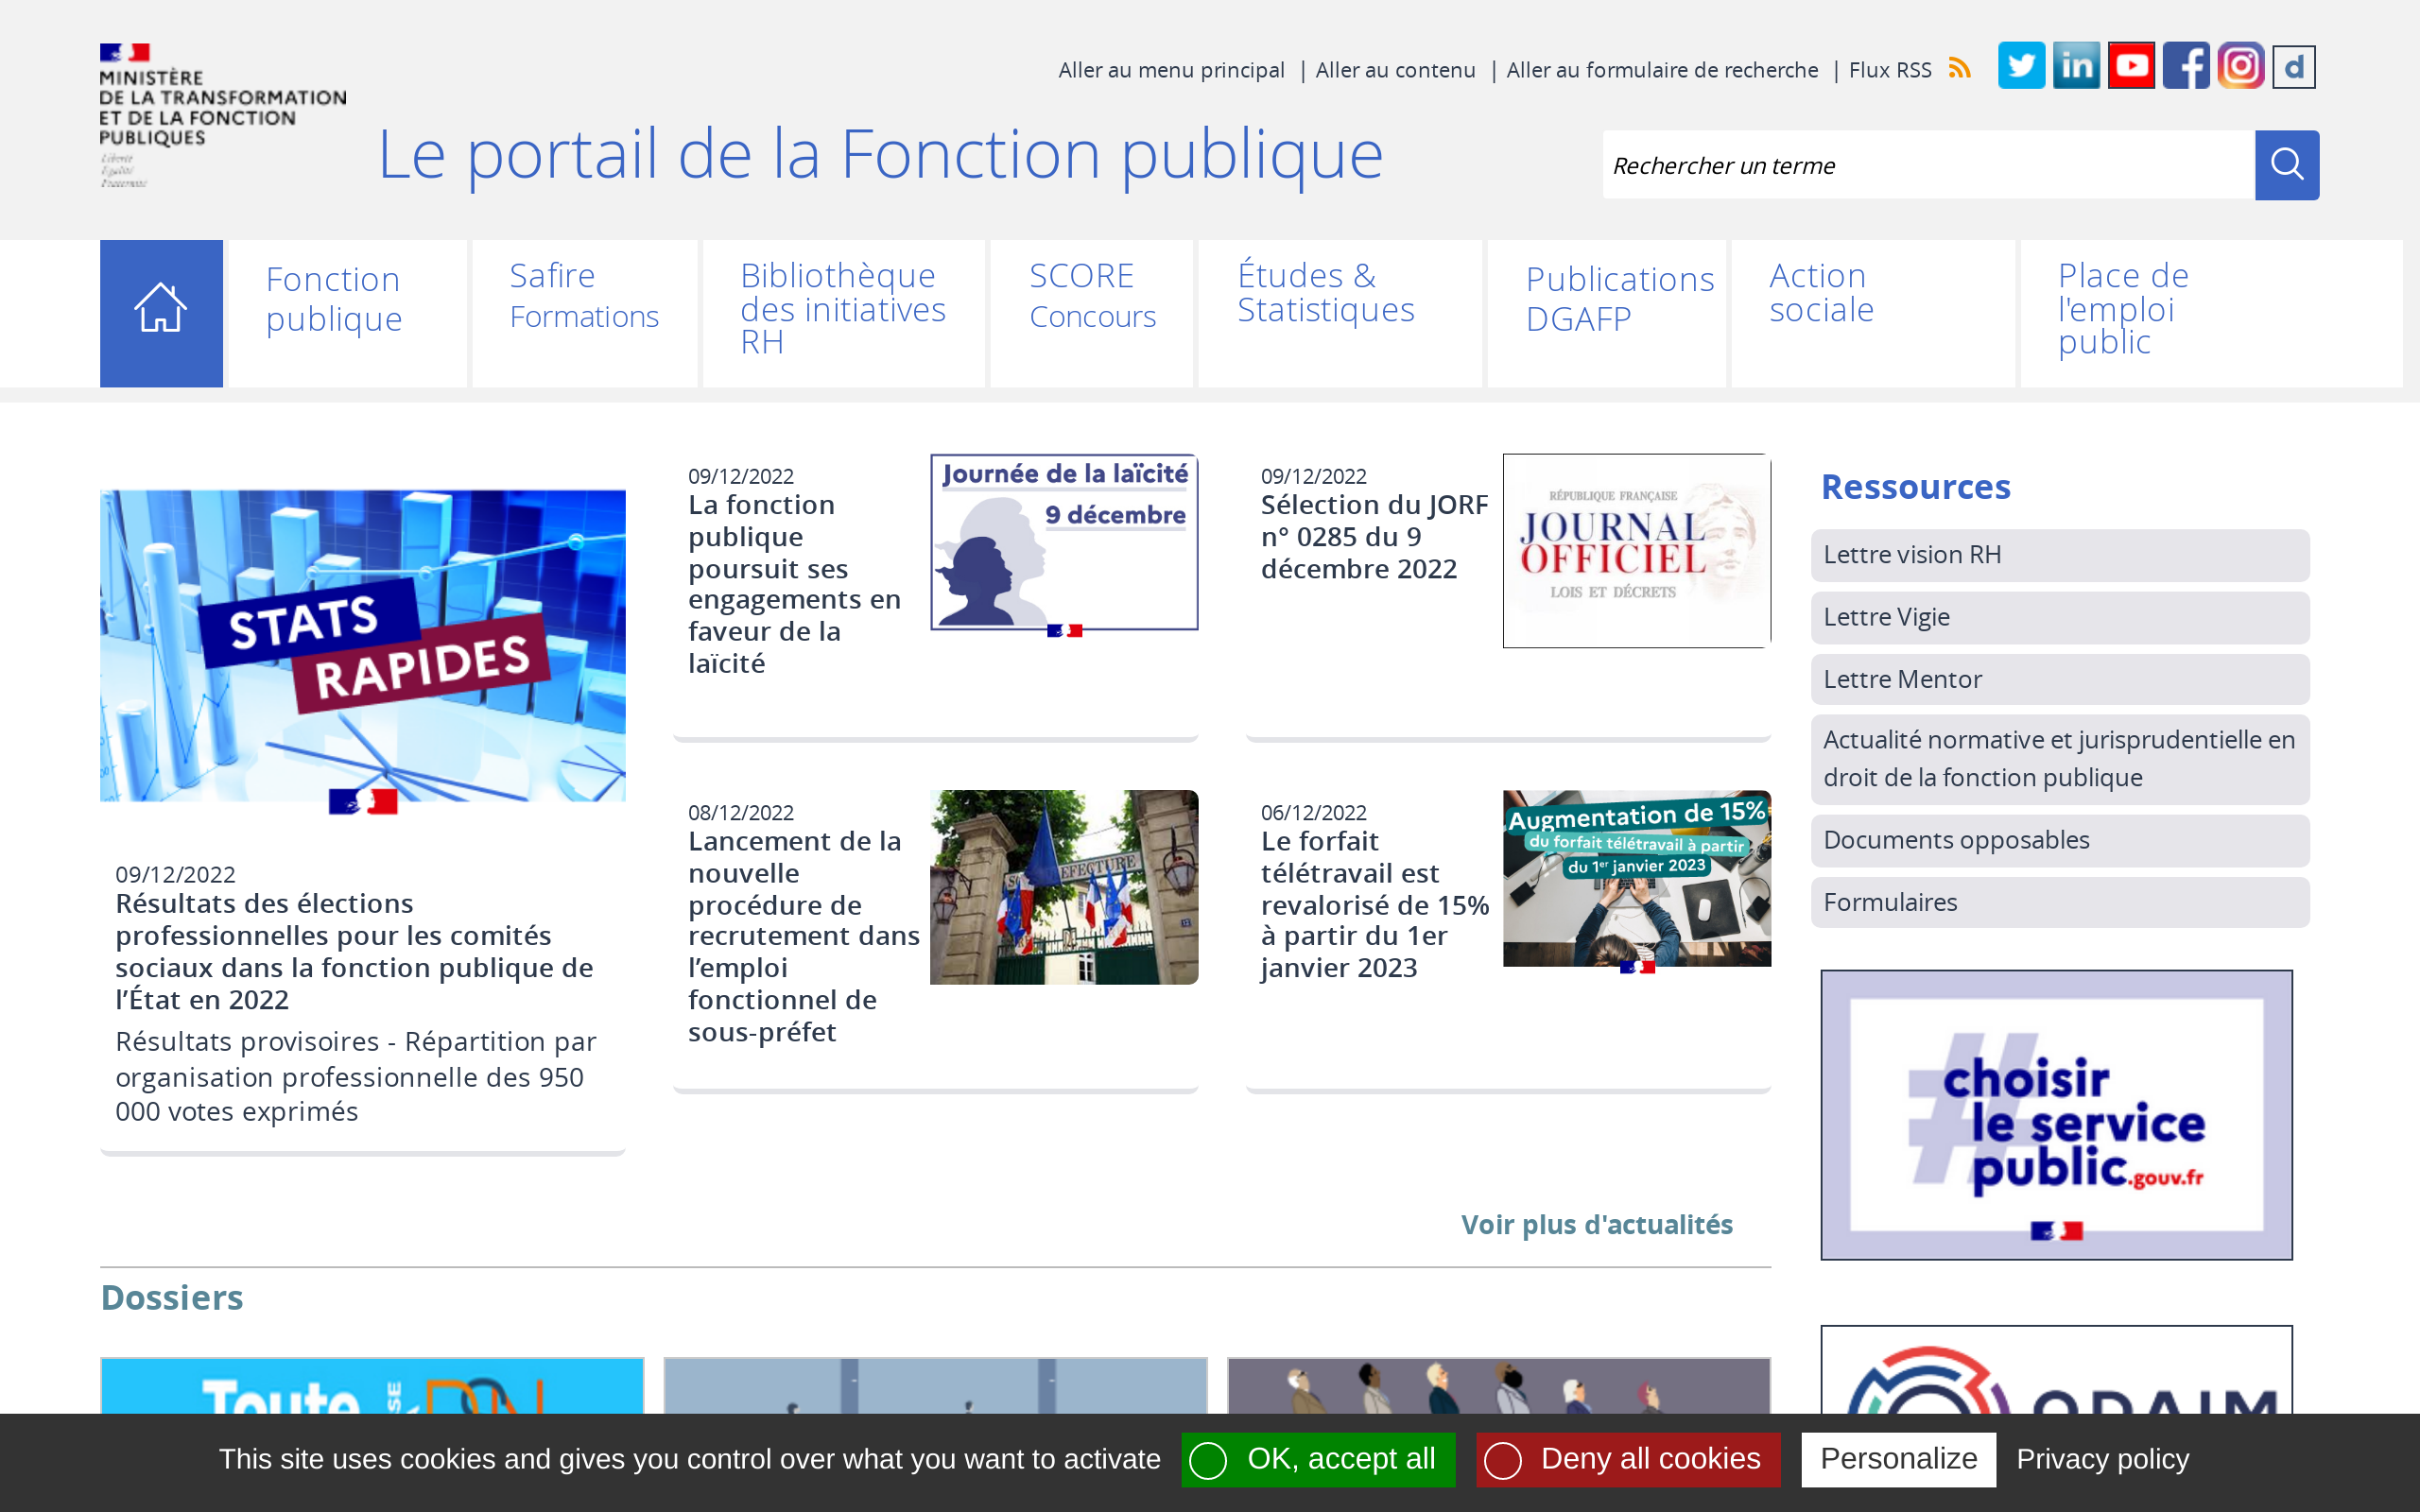 MINISTÈRE
DE LA TRANSFORMATION
ET DE LA FONCTION
PUBLIQUES
Liberté
Égalité
Fraternité
Aller au menu principal | Aller au contenu | Aller au formulaire de recherche | Flux RSS
Le portail de la Fonction publique
Rechercher un terme
Fonction
publique
Safire
Formations
Bibliothèque
des initiatives
RH
SCORE
Concours
Études &
Statistiques
Publications
DGAFP
Action
sociale
Place de
l'emploi
public
STATS
RAPIDES
09/12/2022
Résultats des élections
professionnelles pour les comités
sociaux dans la fonction publique de
l’État en 2022
Résultats provisoires - Répartition par
organisation professionnelle des 950
000 votes exprimés
09/12/2022
La fonction
publique
poursuit ses
engagements en
faveur de la
laïcité
Journée de la laïcité
9 décembre
09/12/2022
Sélection du JORF
n° 0285 du 9
décembre 2022
RÉPUBLIQUE FRANÇAISE
JOURNAL
OFFICIEL
LOIS ET DÉCRETS
08/12/2022
Lancement de la
nouvelle
procédure de
recrutement dans
l’emploi
fonctionnel de
sous-préfet
06/12/2022
Le forfait
télétravail est
revalorisé de 15%
à partir du 1er
janvier 2023
Augmentation de 15%
du forfait télétravail à partir
du 1er janvier 2023
Voir plus d'actualités
Ressources
Lettre vision RH
Lettre Vigie
Lettre Mentor
Actualité normative et jurisprudentielle en
droit de la fonction publique
Documents opposables
Formulaires
#
choisir
le service
public.gouv.fr
Dossiers
Toute
This site uses cookies and gives you control over what you want to activate
OK, accept all
Deny all cookies
Personalize
Privacy policy